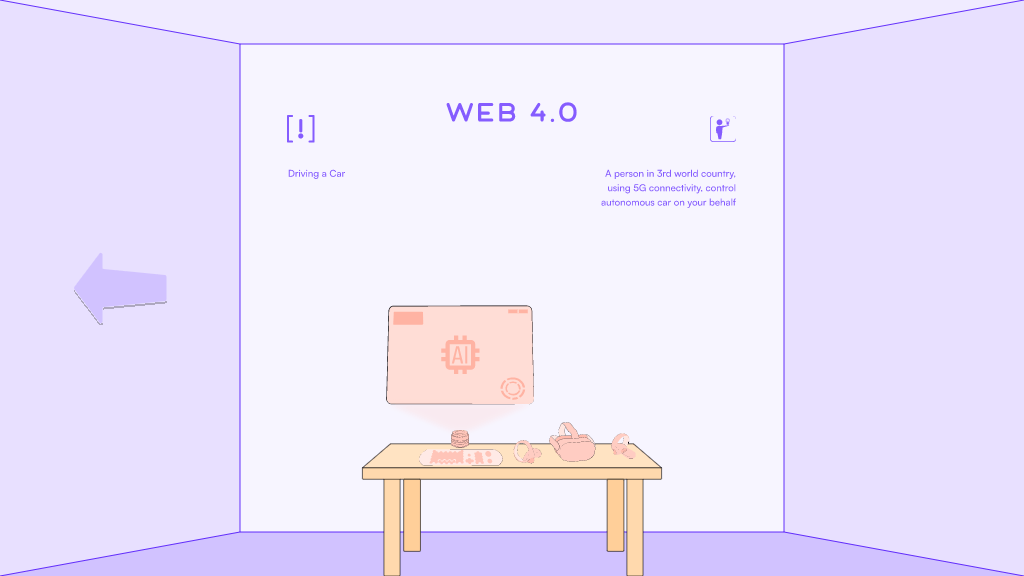 WEB 4.0
[!]
Driving a Car
A person in 3rd world country,
using 5G connectivity, control
autonomous car on your behalf
AI